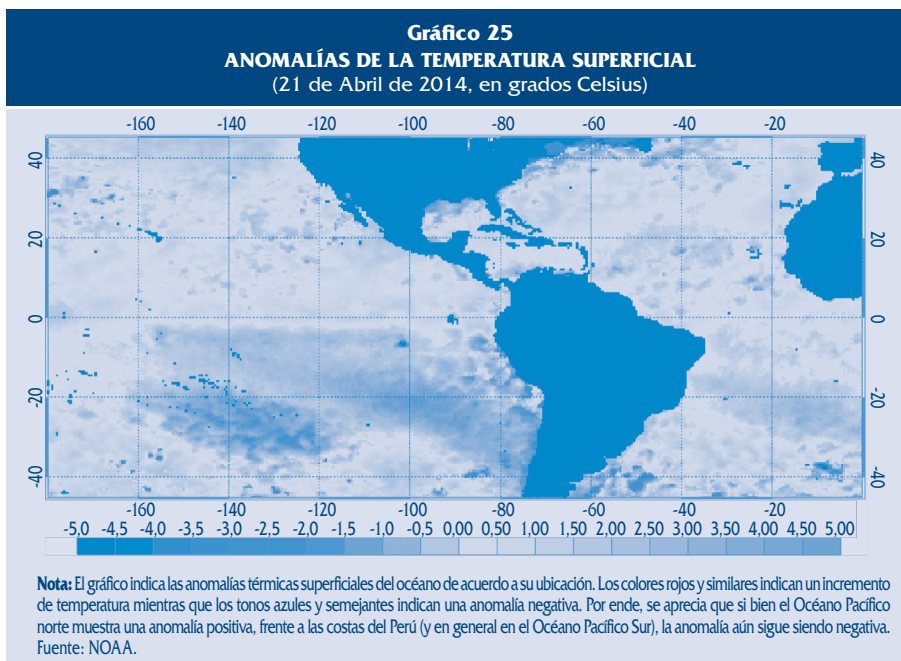 Gráfico 25
ANOMALÍAS DE LA TEMPERATURA SUPERFICIAL
(21 de Abril de 2014, en grados Celsius)
-160 -140 -120 -100 -80 -60 -40 -20
40 40
20 20
0 0
-20 -20
-40 -40
-160 -140 -120 -100 -80 -60 -40 -20
-5,0 -4,5 -4,0 -3,5 -3,0 -2,5 -2,0 -1,5 -1,0 -0,5 0,00 0,50 1,00 1,50 2,00 2,50 3,00 3,50 4,00 4,50 5,00
Nota: El gráfico indica las anomalías térmicas superficiales del océano de acuerdo a su ubicación. Los colores rojos y similares indican un incremento
de temperatura mientras que los tonos azules y semejantes indican una anomalía negativa. Por ende, se aprecia que si bien el Océano Pacífico
norte muestra una anomalía positiva, frente a las costas del Perú (y en general en el Océano Pacífico Sur), la anomalía aún sigue siendo negativa.
Fuente: NOAA.